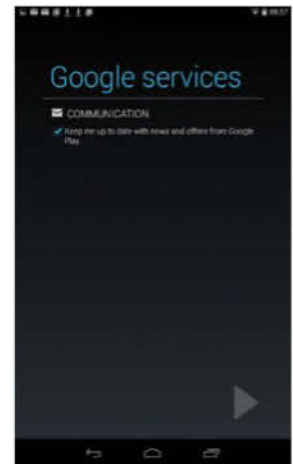 Google services
COMMUNICATION
Keep me up to date with news and offers from Google
Play.